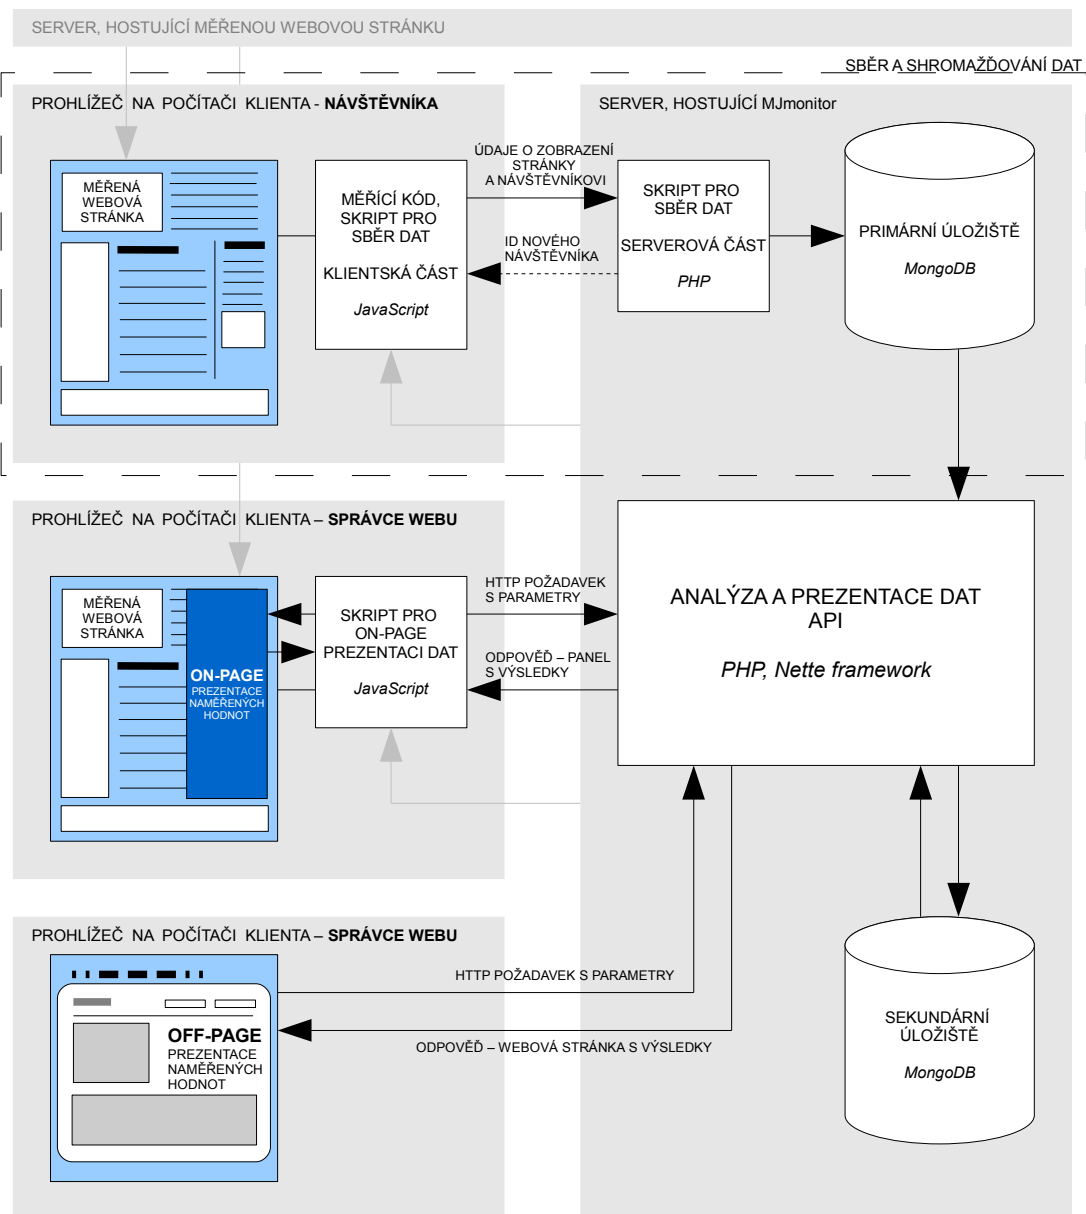 SERVER, HOSTUJÍCÍ MĚŘENOU WEBOVOU STRÁNKU
SBĚR A SHROMAŽĎOVÁNÍ DAT
PROHLÍŽEČ NA POČÍTAČI KLIENTA - NÁVŠTĚVNÍKA
MĚŘENÁ
WEBOVÁ
STRÁNKA
MĚŘÍCÍ KÓD,
SKRIPT PRO
SBĚR DAT
KLIENTSKÁ ČÁST
JavaScript
ÚDAJE O ZOBRAZENÍ
STRÁNKY
A NÁVŠTĚVNÍKOVI
ID NOVÉHO
NÁVŠTĚVNÍKA
SERVER, HOSTUJÍCÍ MJmonitor
SKRIPT PRO
SBĚR DAT
SERVEROVÁ ČÁST
PHP
PRIMÁRNÍ ÚLOŽIŠTĚ
MongoDB
PROHLÍŽEČ NA POČÍTAČI KLIENTA – SPRÁVCE WEBU
MĚŘENÁ
WEBOVÁ
STRÁNKA
ON-PAGE
PREZENTACE
NAMĚŘENÝCH
HODNOT
SKRIPT PRO
ON-PAGE
PREZENTACI DAT
JavaScript
HTTP POŽADAVEK
S PARAMETRY
ODPOVĚĎ – PANEL
S VÝSLEDKY
ANALÝZA A PREZENTACE DAT
API
PHP, Nette framework
PROHLÍŽEČ NA POČÍTAČI KLIENTA – SPRÁVCE WEBU
OFF-PAGE
PREZENTACE
NAMĚŘENÝCH
HODNOT
HTTP POŽADAVEK S PARAMETRY
ODPOVĚĎ – WEBOVÁ STRÁNKA S VÝSLEDKY
SEKUNDÁRNÍ
ÚLOŽIŠTĚ
MongoDB